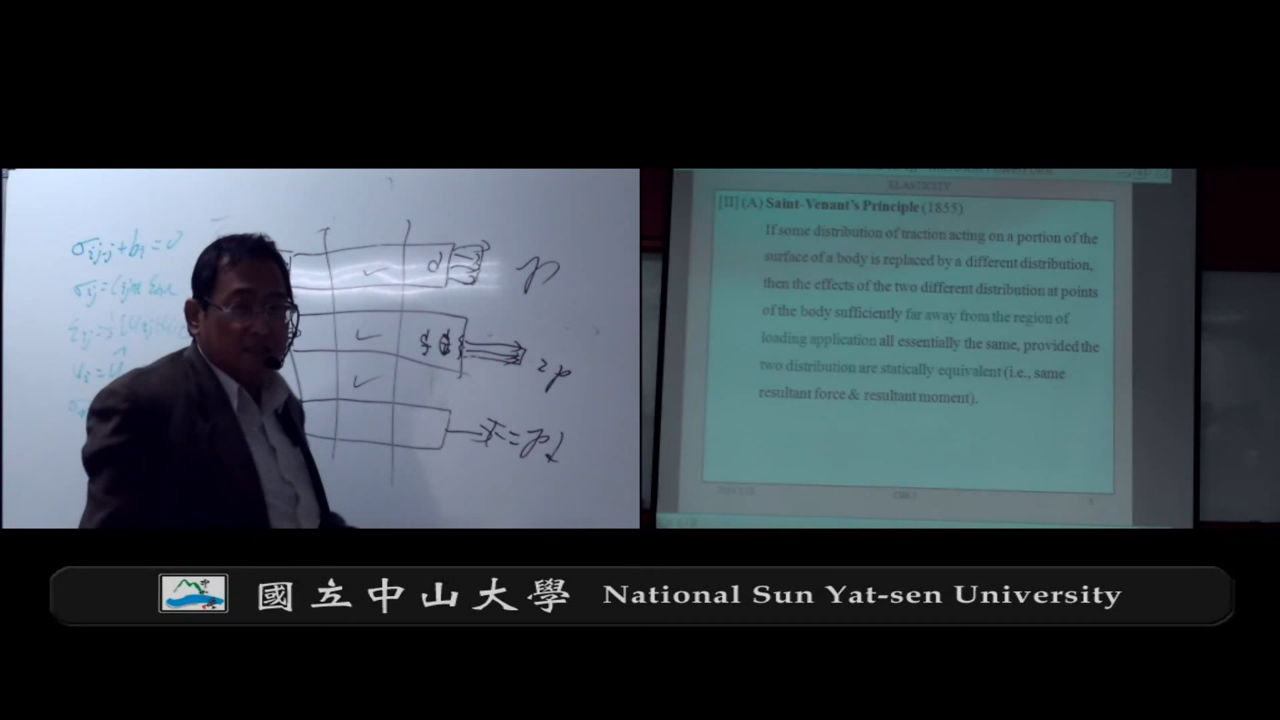 σij,j + bi = 0
d
p
2p
F = pd
ELASTICITY
[II] (A) Saint-Venant's Principle (1855)
If some distribution of traction acting on a portion of the
surface of a body is replaced by a different distribution,
then the effects of the two different distribution at points
of the body sufficiently far away from the region of
loading application all essentially the same, provided the
two distribution are statically equivalent (i.e., same
resultant force & resultant moment).
國立中山大學 National Sun Yat-sen University